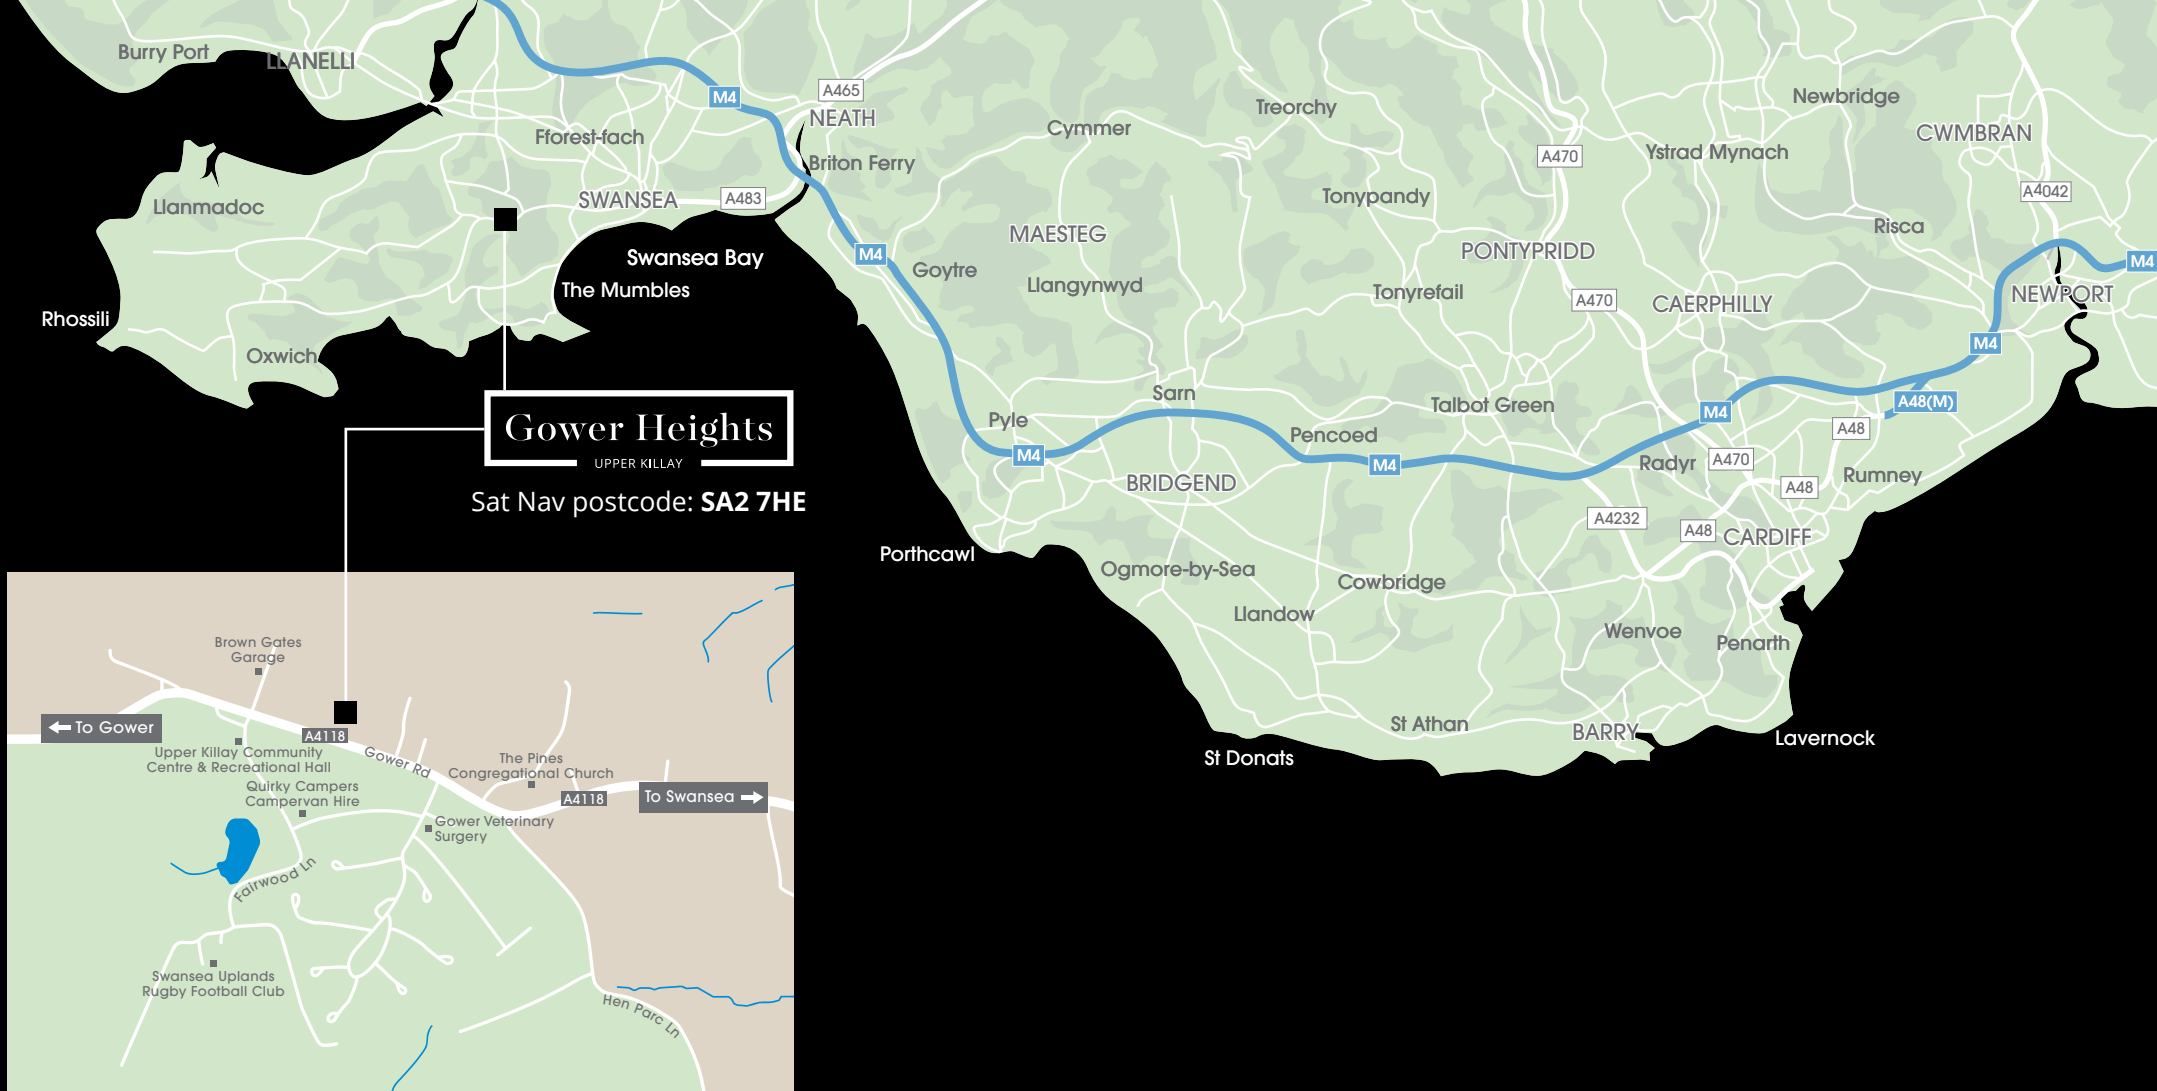 Burry Port
LLANELLI
M4
A465
NEATH
Fforest-fach
Briton Ferry
Llanmadoc
SWANSEA
A483
Swansea Bay
The Mumbles
Rhossili
Oxwich
M4
Goytre
Cymmer
Treorchy
MAESTEG
Llangynwyd
Tonypandy
Tonyrefail
A470
PONTYPRIDD
A470
Newbridge
CWMBRAN
Ystrad Mynach
A4042
Risca
CAERPHILLY
M4
NEWPORT
M4
A48(M)
A48
Sarn
Pyle
M4
Talbot Green
Pencoed
M4
M4
Radyr
A470
Rumney
A48
BRIDGEND
A4232
A48
CARDIFF
Porthcawl
Ogmore-by-Sea
Cowbridge
Llandow
Wenvoe
Penarth
St Athan
BARRY
Lavernock
St Donats
Gower Heights
UPPER KILLAY
Sat Nav postcode: SA2 7HE
Brown Gates
Garage
To Gower
A4118
Upper Killay Community
Centre & Recreational Hall
Gower Rd
Quirky Campers
Campervan Hire
The Pines
Congregational Church
A4118
To Swansea
Gower Veterinary
Surgery
Fairwood Ln
Swansea Uplands
Rugby Football Club
Hen Parc Ln